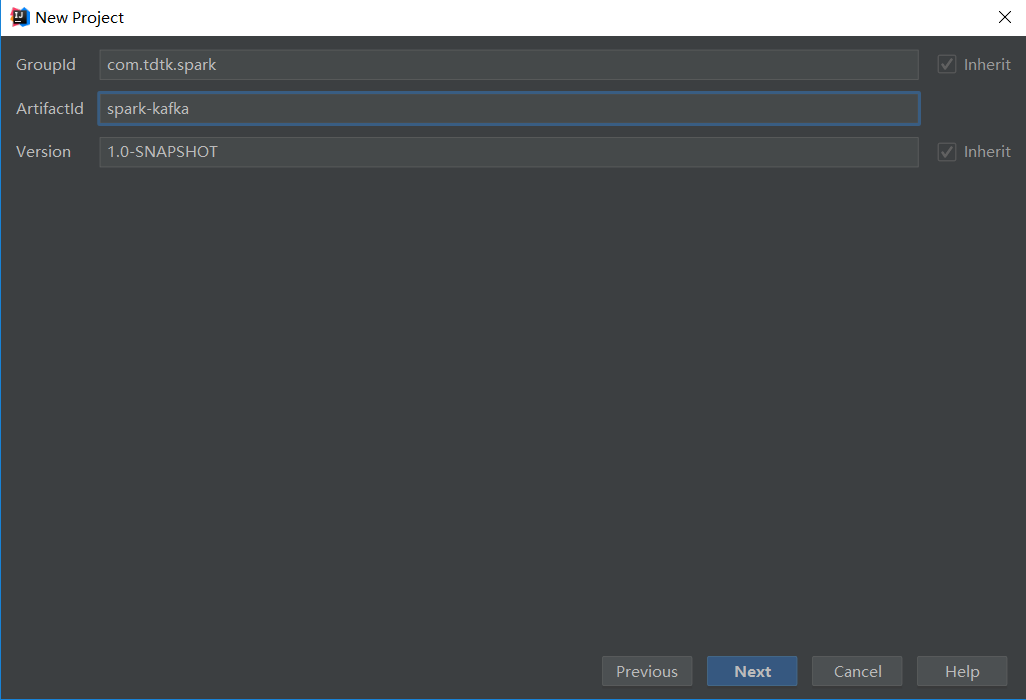 New Project
GroupId com.tdtk.spark Inherit
ArtifactId spark-kafka
Version 1.0-SNAPSHOT Inherit
Previous Next Cancel Help